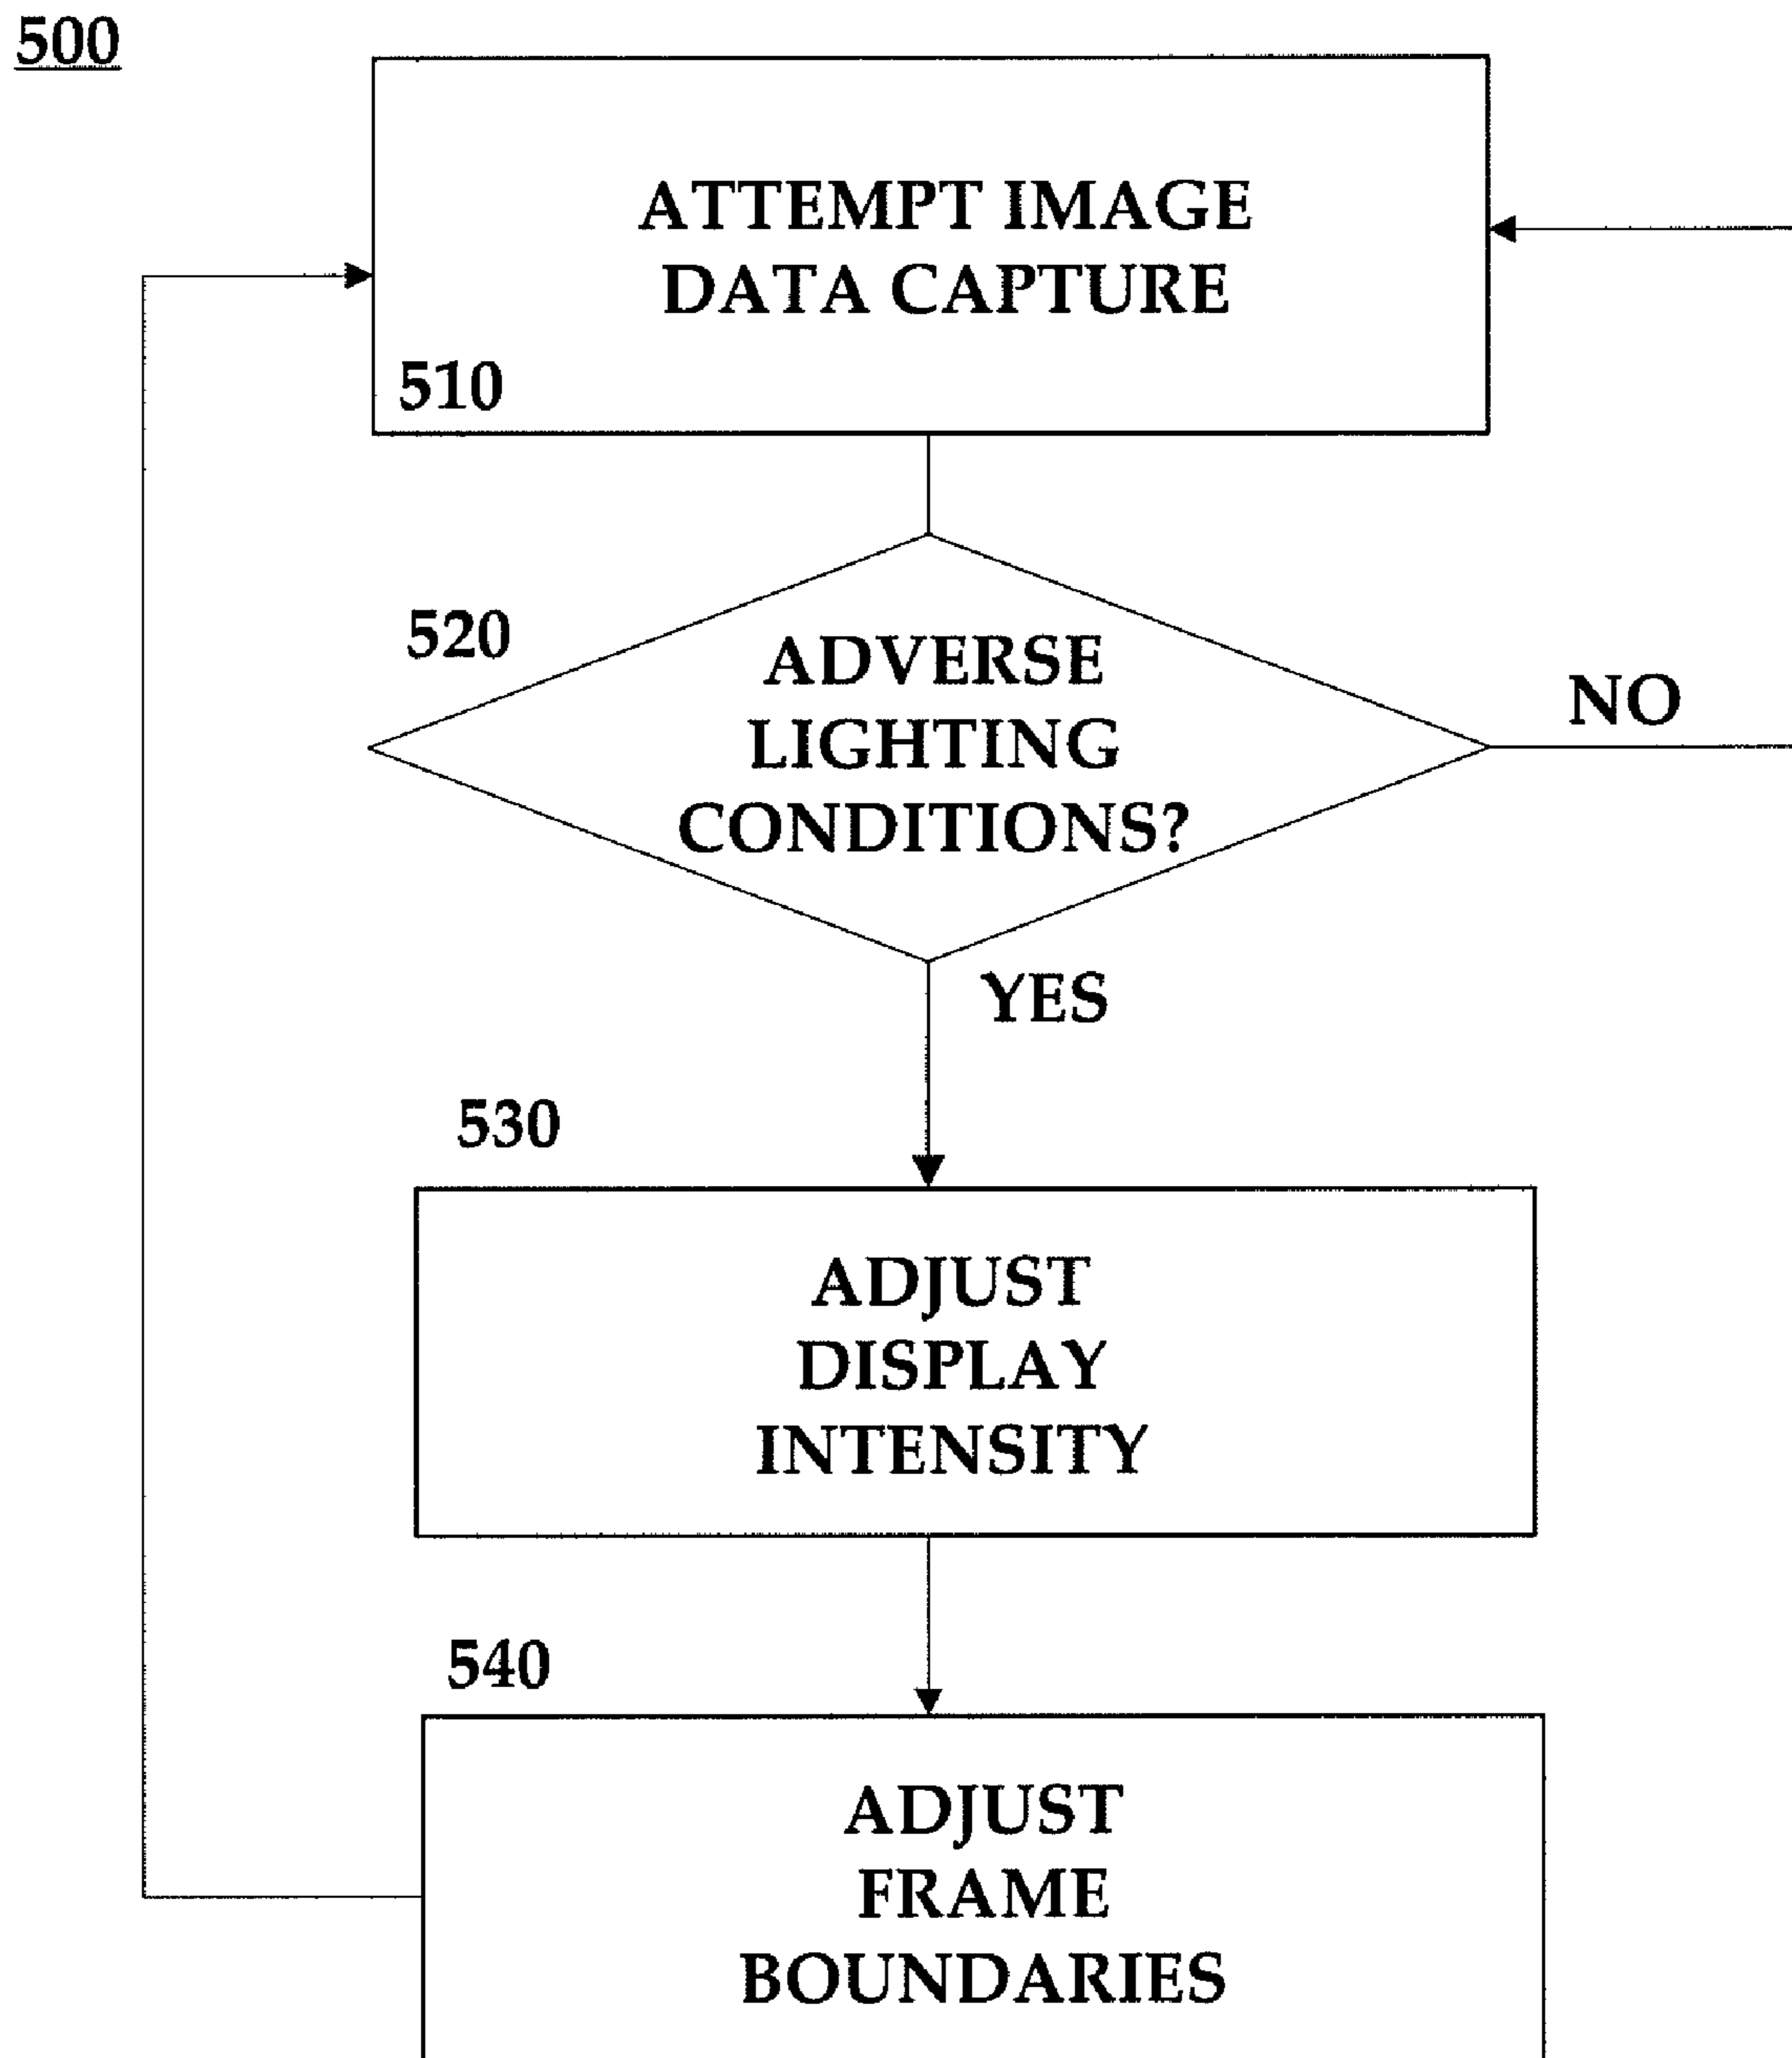 500
ATTEMPT IMAGE
DATA CAPTURE
510
520
ADVERSE
LIGHTING
CONDITIONS?
NO
YES
530
ADJUST
DISPLAY
INTENSITY
540
ADJUST
FRAME
BOUNDARIES